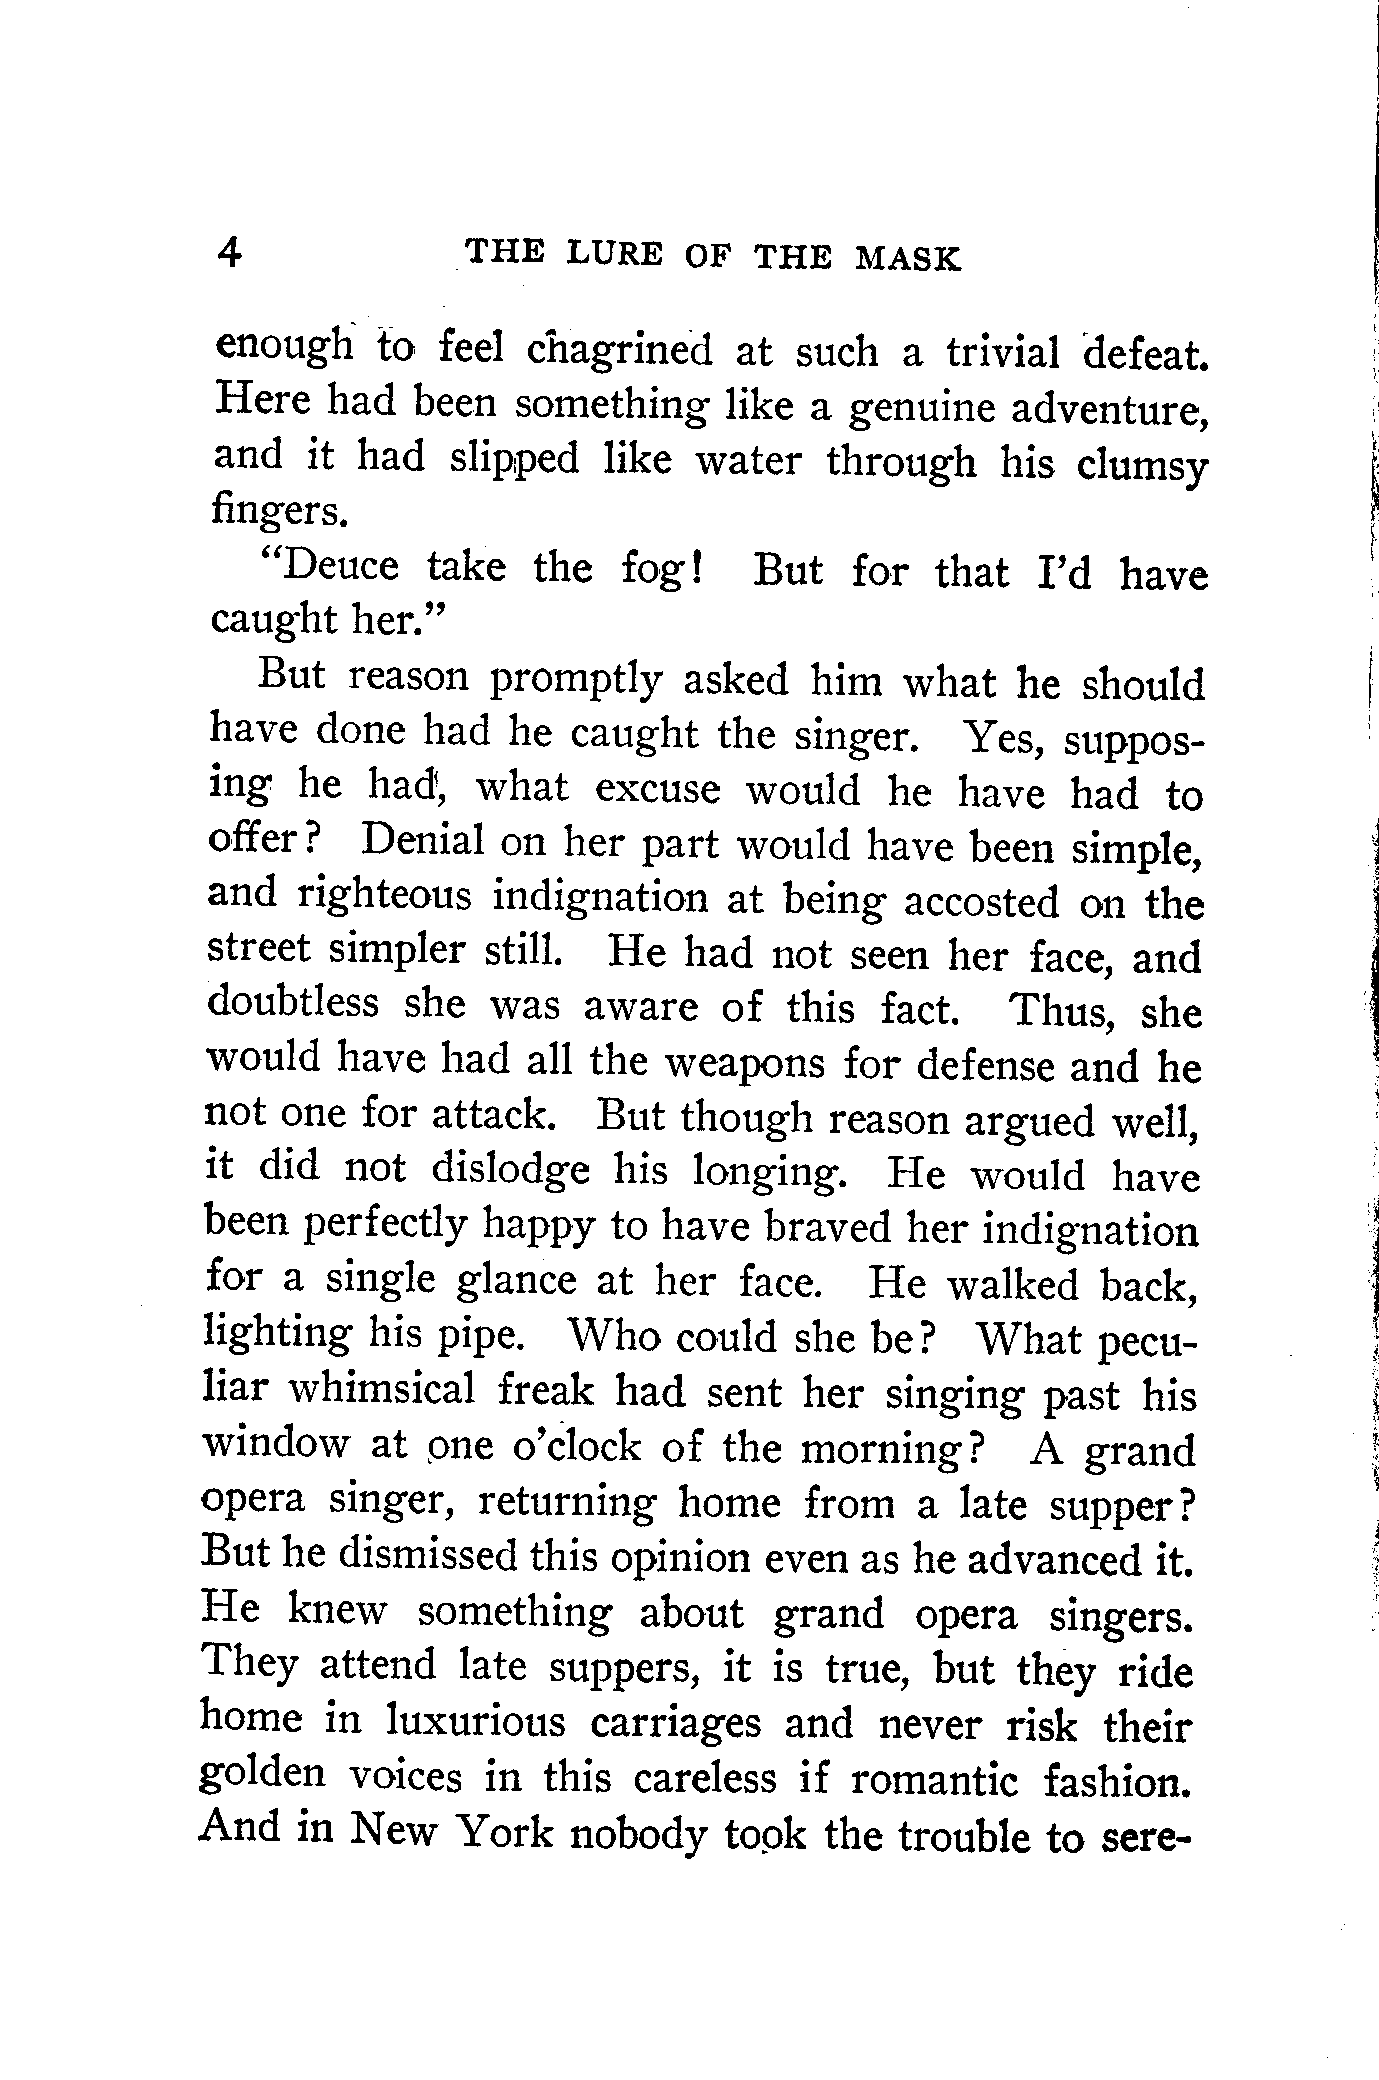 4 THE LURE OF THE MASK
enough to feel chagrined at such a trivial defeat.
Here had been something like a genuine adventure,
and it had slipped like water through his clumsy
fingers.
"Deuce take the fog! But for that I'd have
caught her."
But reason promptly asked him what he should
have done had he caught the singer. Yes, suppos-
ing he had, what excuse would he have had to
offer? Denial on her part would have been simple,
and righteous indignation at being accosted on the
street simpler still. He had not seen her face, and
doubtless she was aware of this fact. Thus, she
would have had all the weapons for defense and he
not one for attack. But though reason argued well,
it did not dislodge his longing. He would have
been perfectly happy to have braved her indignation
for a single glance at her face. He walked back,
lighting his pipe. Who could she be? What pecu-
liar whimsical freak had sent her singing past his
window at one o'clock of the morning? A grand
opera singer, returning home from a late supper?
But he dismissed this opinion even as he advanced it.
He knew something about grand opera singers.
They attend late suppers, it is true, but they ride
home in luxurious carriages and never risk their
golden voices in this careless if romantic fashion.
And in New York nobody took the trouble to sere-